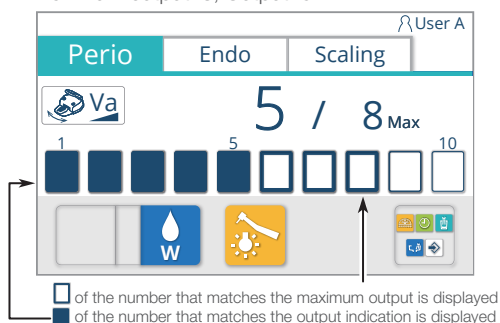 User A
Perio Endo Scaling
Va 5 / 8 Max
1 5 10
W
of the number that matches the maximum output is displayed
of the number that matches the output indication is displayed